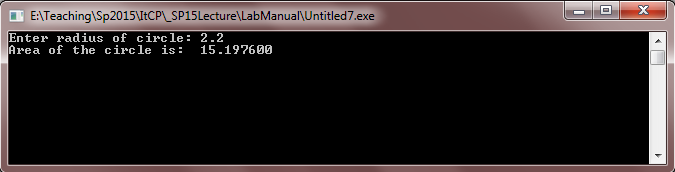 E:\Teaching\Sp2015\ItCP\_SP15Lecture\LabManual\Untitled7.exe
Enter radius of circle: 2.2
Area of the circle is:  15.197600